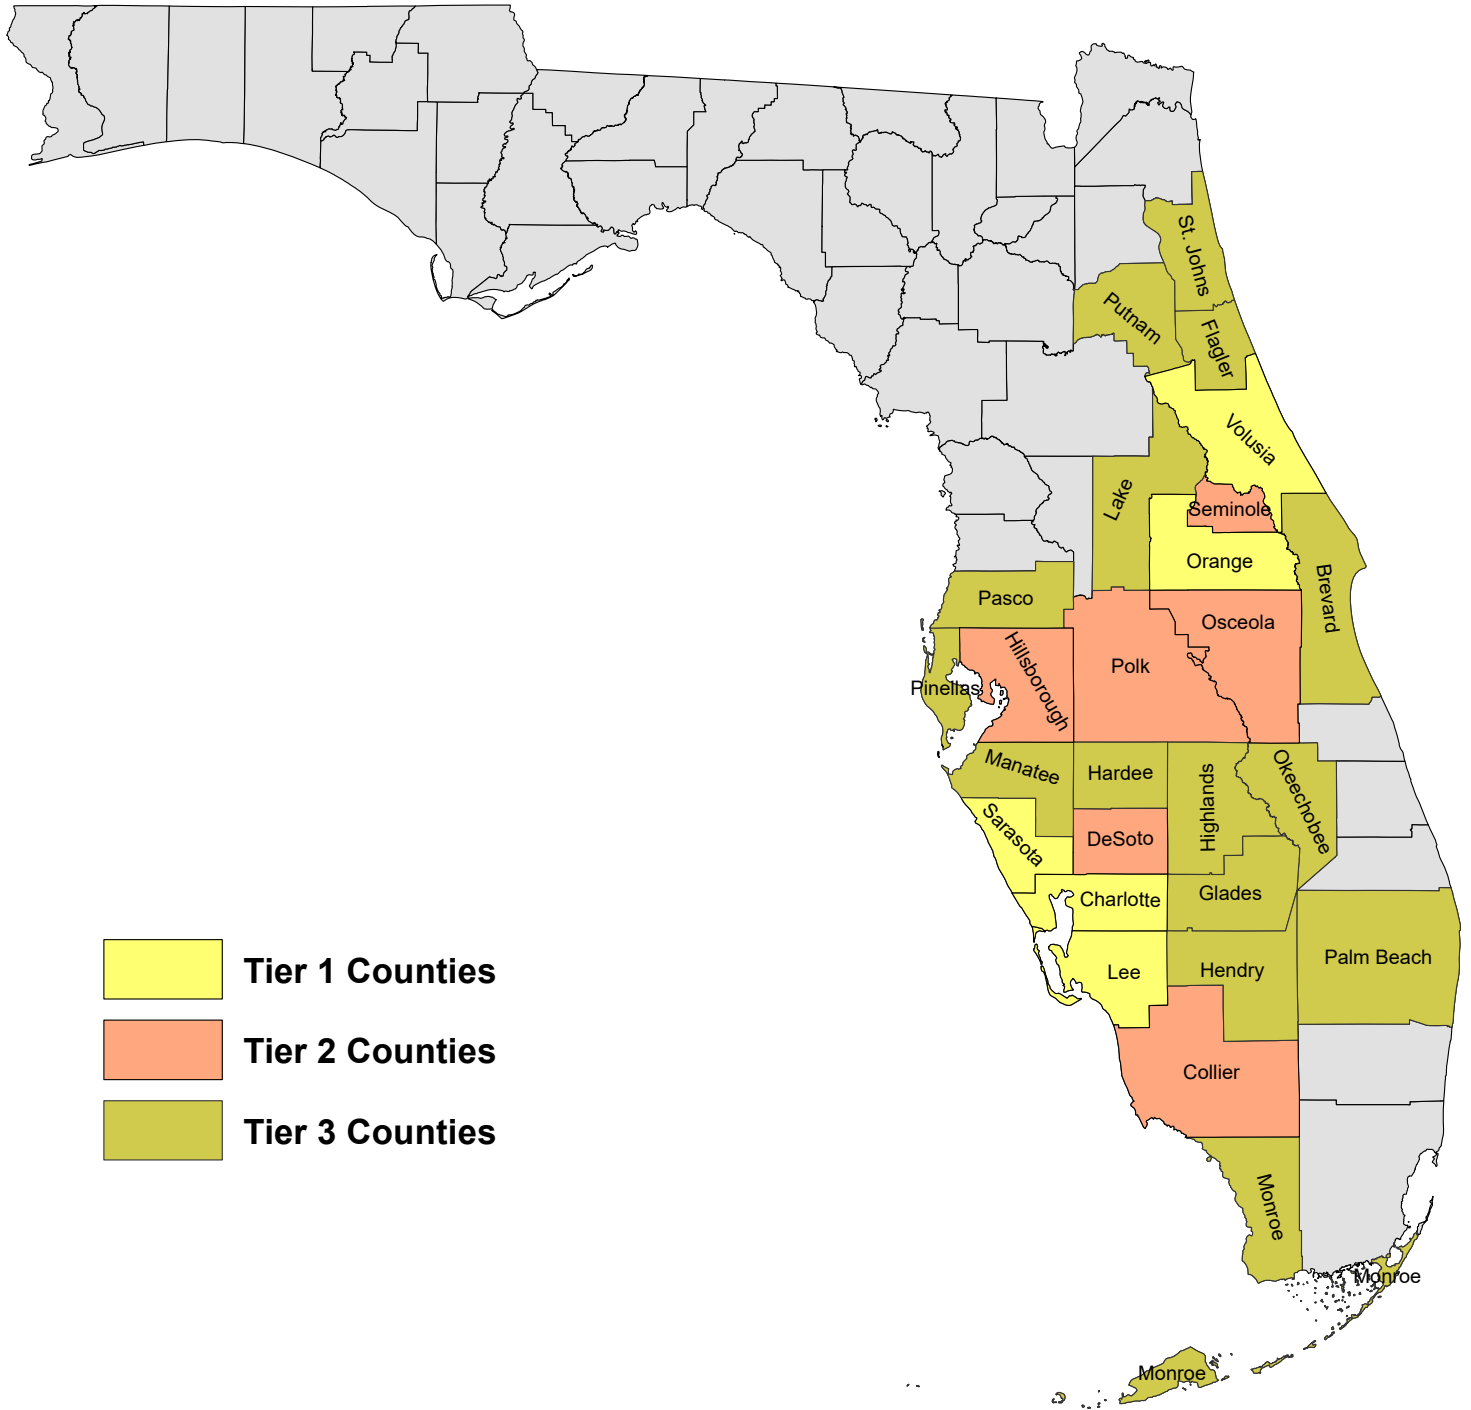 St. Johns
Putnam
Flagler
Volusia
Lake
Seminole
Orange
Brevard
Pasco
Osceola
Hillsborough
Polk
Pinellas
Manatee
Hardee
Highlands
Okeechobee
Sarasota
DeSoto
Charlotte
Glades
Lee
Hendry
Palm Beach
Collier
Monroe
Monroe
Monroe
Tier 1 Counties
Tier 2 Counties
Tier 3 Counties